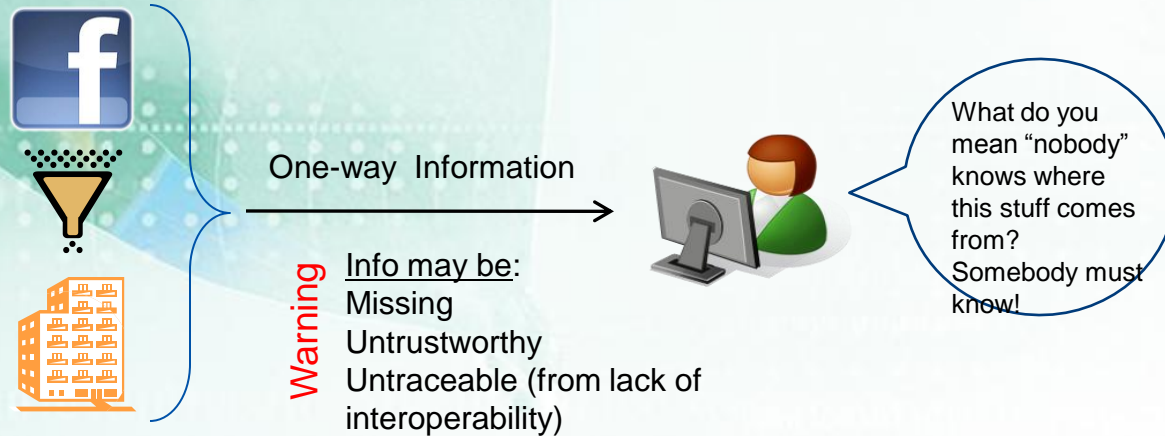 f
One-way Information
Warning
Info may be:
Missing
Untrustworthy
Untraceable (from lack of
interoperability)
What do you
mean “nobody”
knows where
this stuff comes
from?
Somebody must
know!